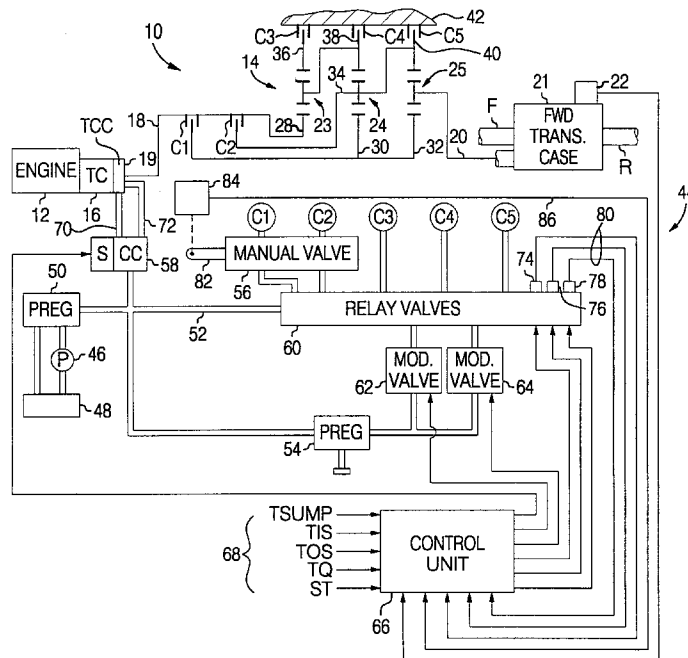 10
C3
36
38
C4
42
C5
40
14
34
25
18
C1
C2
28
23
24
30
32
20
F
21
22
FWD
TRANS.
CASE
R
TCC
19
ENGINE
TC
12
16
70
72
S
CC
58
84
86
44
C1
C2
C3
C4
C5
80
82
MANUAL VALVE
56
74
76
78
50
PREG
52
RELAY VALVES
60
46
P
48
62
MOD.
VALVE
MOD.
VALVE
64
54
PREG
68
TSUMP
TIS
TOS
TQ
ST
CONTROL
UNIT
66